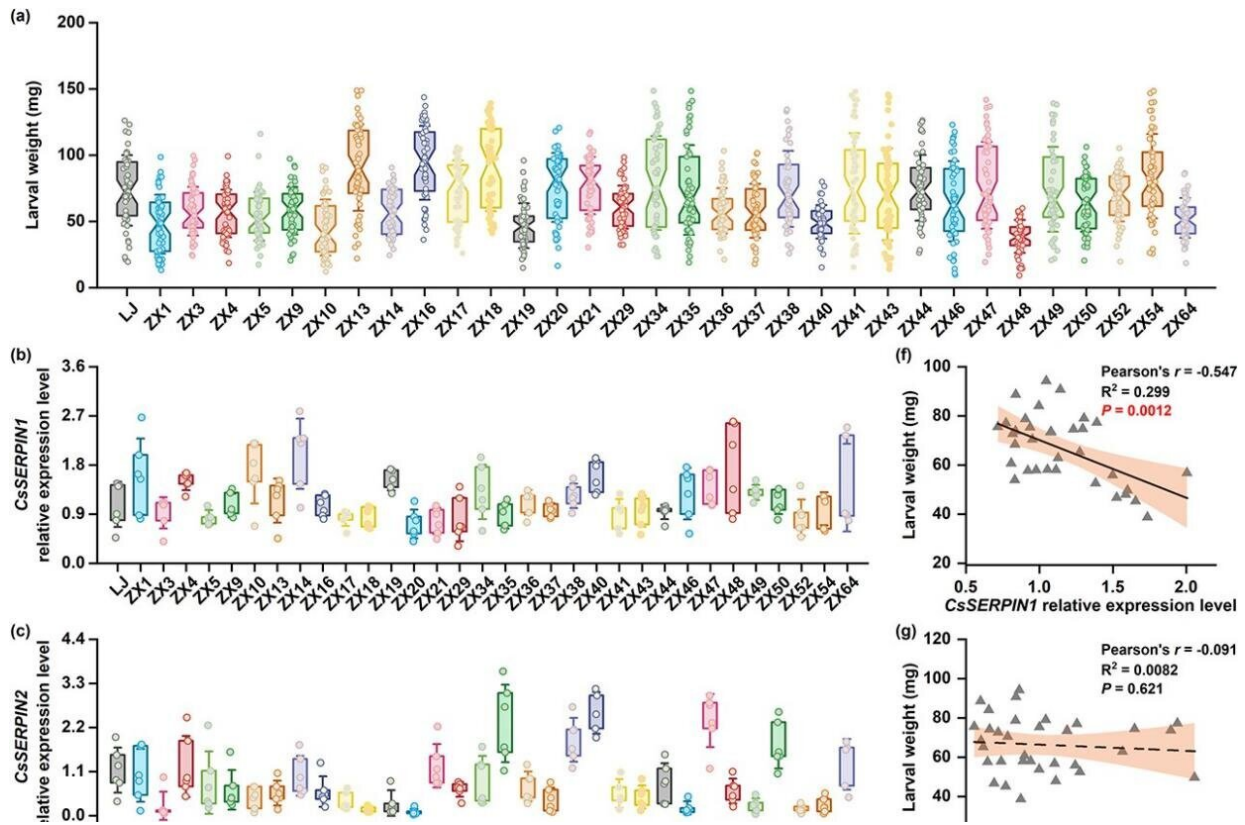 (a)
Larval weight (mg)
200
150
100
50
0
LJ ZX1 ZX3 ZX4 ZX5 ZX9 ZX10 ZX13 ZX14 ZX16 ZX17 ZX18 ZX19 ZX20 ZX21 ZX29 ZX34 ZX35 ZX36 ZX37 ZX38 ZX40 ZX41 ZX43 ZX44 ZX46 ZX47 ZX48 ZX49 ZX50 ZX52 ZX54 ZX64
(b)
CsSERPIN1
relative expression level
3.6
2.7
1.8
0.9
0.0
LJ ZX1 ZX3 ZX4 ZX5 ZX9 ZX10 ZX13 ZX14 ZX16 ZX17 ZX18 ZX19 ZX20 ZX21 ZX29 ZX34 ZX35 ZX36 ZX37 ZX38 ZX40 ZX41 ZX43 ZX44 ZX46 ZX47 ZX48 ZX49 ZX50 ZX52 ZX54 ZX64
(f)
Larval weight (mg)
100
80
60
40
20
Pearson's r = -0.547
R² = 0.299
P = 0.0012
0.5 1.0 1.5 2.0
CsSERPIN1 relative expression level
(c)
CsSERPIN2
relative expression level
4.4
3.3
2.2
1.1
0.0
(g)
Larval weight (mg)
120
100
80
60
40
Pearson's r = -0.091
R² = 0.0082
P = 0.621